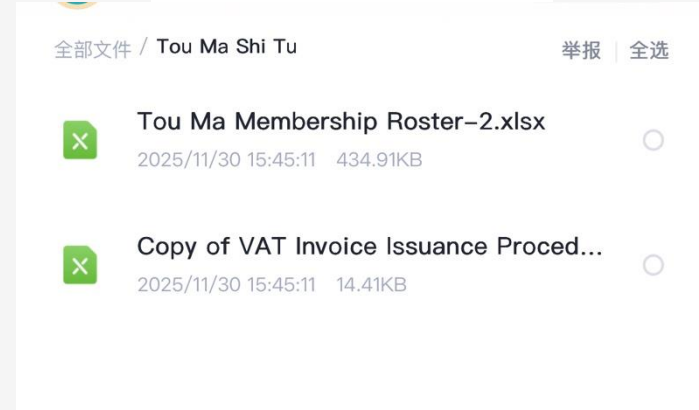 全部文件 / Tou Ma Shi Tu 举报 | 全选
Tou Ma Membership Roster-2.xlsx
2025/11/30 15:45:11 434.91KB
Copy of VAT Invoice Issuance Proced...
2025/11/30 15:45:11 14.41KB